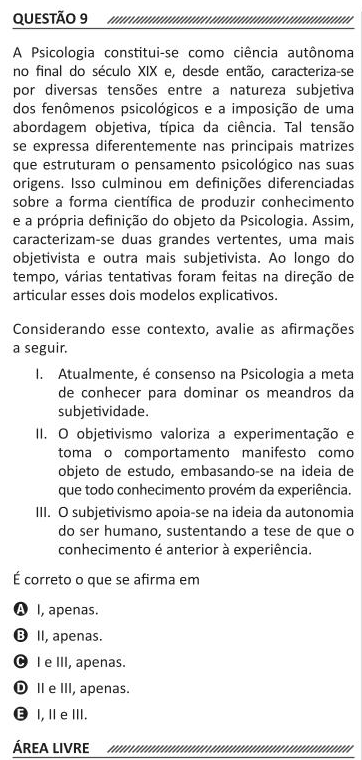 QUESTÃO 9
A Psicologia constitui-se como ciência autônoma
no final do século XIX e, desde então, caracteriza-se
por diversas tensões entre a natureza subjetiva
dos fenômenos psicológicos e a imposição de uma
abordagem objetiva, típica da ciência. Tal tensão
se expressa diferentemente nas principais matrizes
que estruturam o pensamento psicológico nas suas
origens. Isso culminou em definições diferenciadas
sobre a forma científica de produzir conhecimento
e a própria definição do objeto da Psicologia. Assim,
caracterizam-se duas grandes vertentes, uma mais
objetivista e outra mais subjetivista. Ao longo do
tempo, várias tentativas foram feitas na direção de
articular esses dois modelos explicativos.
Considerando esse contexto, avalie as afirmações
a seguir.
I. Atualmente, é consenso na Psicologia a meta
de conhecer para dominar os meandros da
subjetividade.
II. O objetivismo valoriza a experimentação e
toma o comportamento manifesto como
objeto de estudo, embasando-se na ideia de
que todo conhecimento provém da experiência.
III. O subjetivismo apoia-se na ideia da autonomia
do ser humano, sustentando a tese de que o
conhecimento é anterior à experiência.
É correto o que se afirma em
A I, apenas.
B II, apenas.
C I e III, apenas.
D II e III, apenas.
E I, II e III.
ÁREA LIVRE